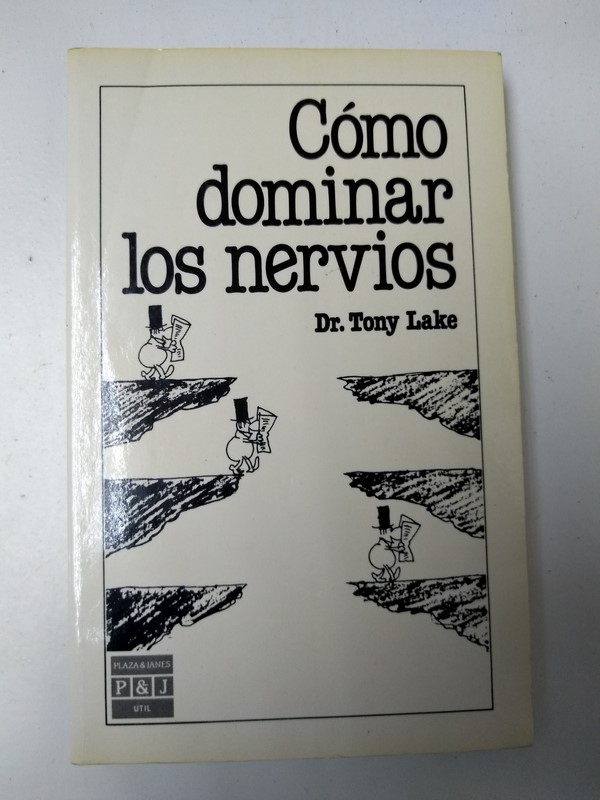 Cómo
dominar
los nervios
Dr. Tony Lake
PLAZA & JANES
P & J
UTIL